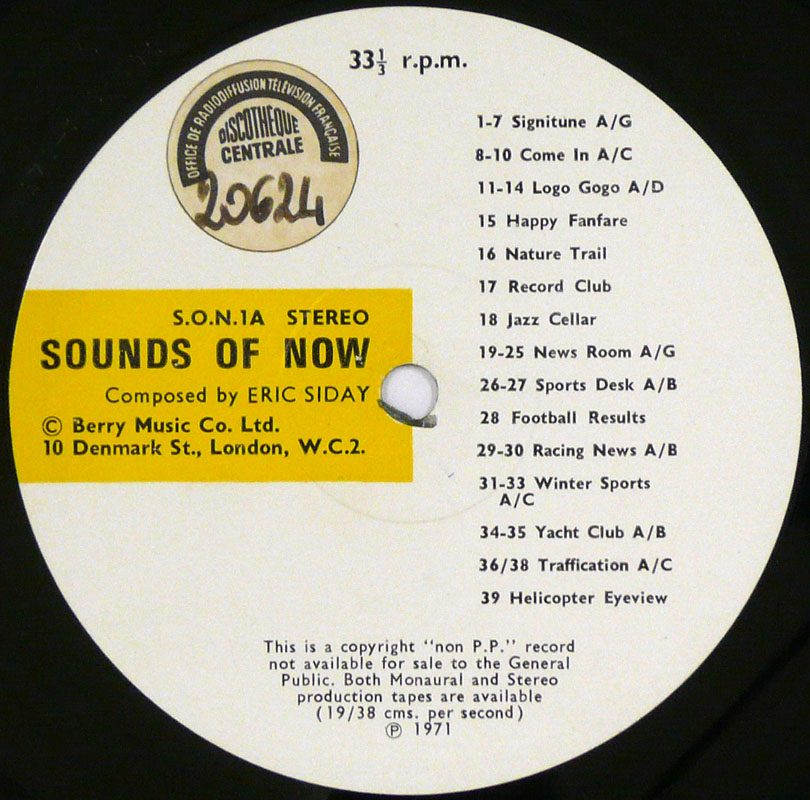 33⅓ r.p.m.
OFFICE DE RADIODIFFUSION TÉLÉVISION FRANÇAISE
DISCOTHÈQUE
CENTRALE
20624
1-7 Signitune A/G
8-10 Come In A/C
11-14 Logo Gogo A/D
15 Happy Fanfare
16 Nature Trail
17 Record Club
18 Jazz Cellar
19-25 News Room A/G
26-27 Sports Desk A/B
28 Football Results
29-30 Racing News A/B
31-33 Winter Sports
A/C
34-35 Yacht Club A/B
36/38 Traffication A/C
39 Helicopter Eyeview
S.O.N.1A STEREO
SOUNDS OF NOW
Composed by ERIC SIDAY
© Berry Music Co. Ltd.
10 Denmark St., London, W.C.2.
This is a copyright "non P.P." record
not available for sale to the General
Public. Both Monaural and Stereo
production tapes are available
(19/38 cms. per second)
℗ 1971